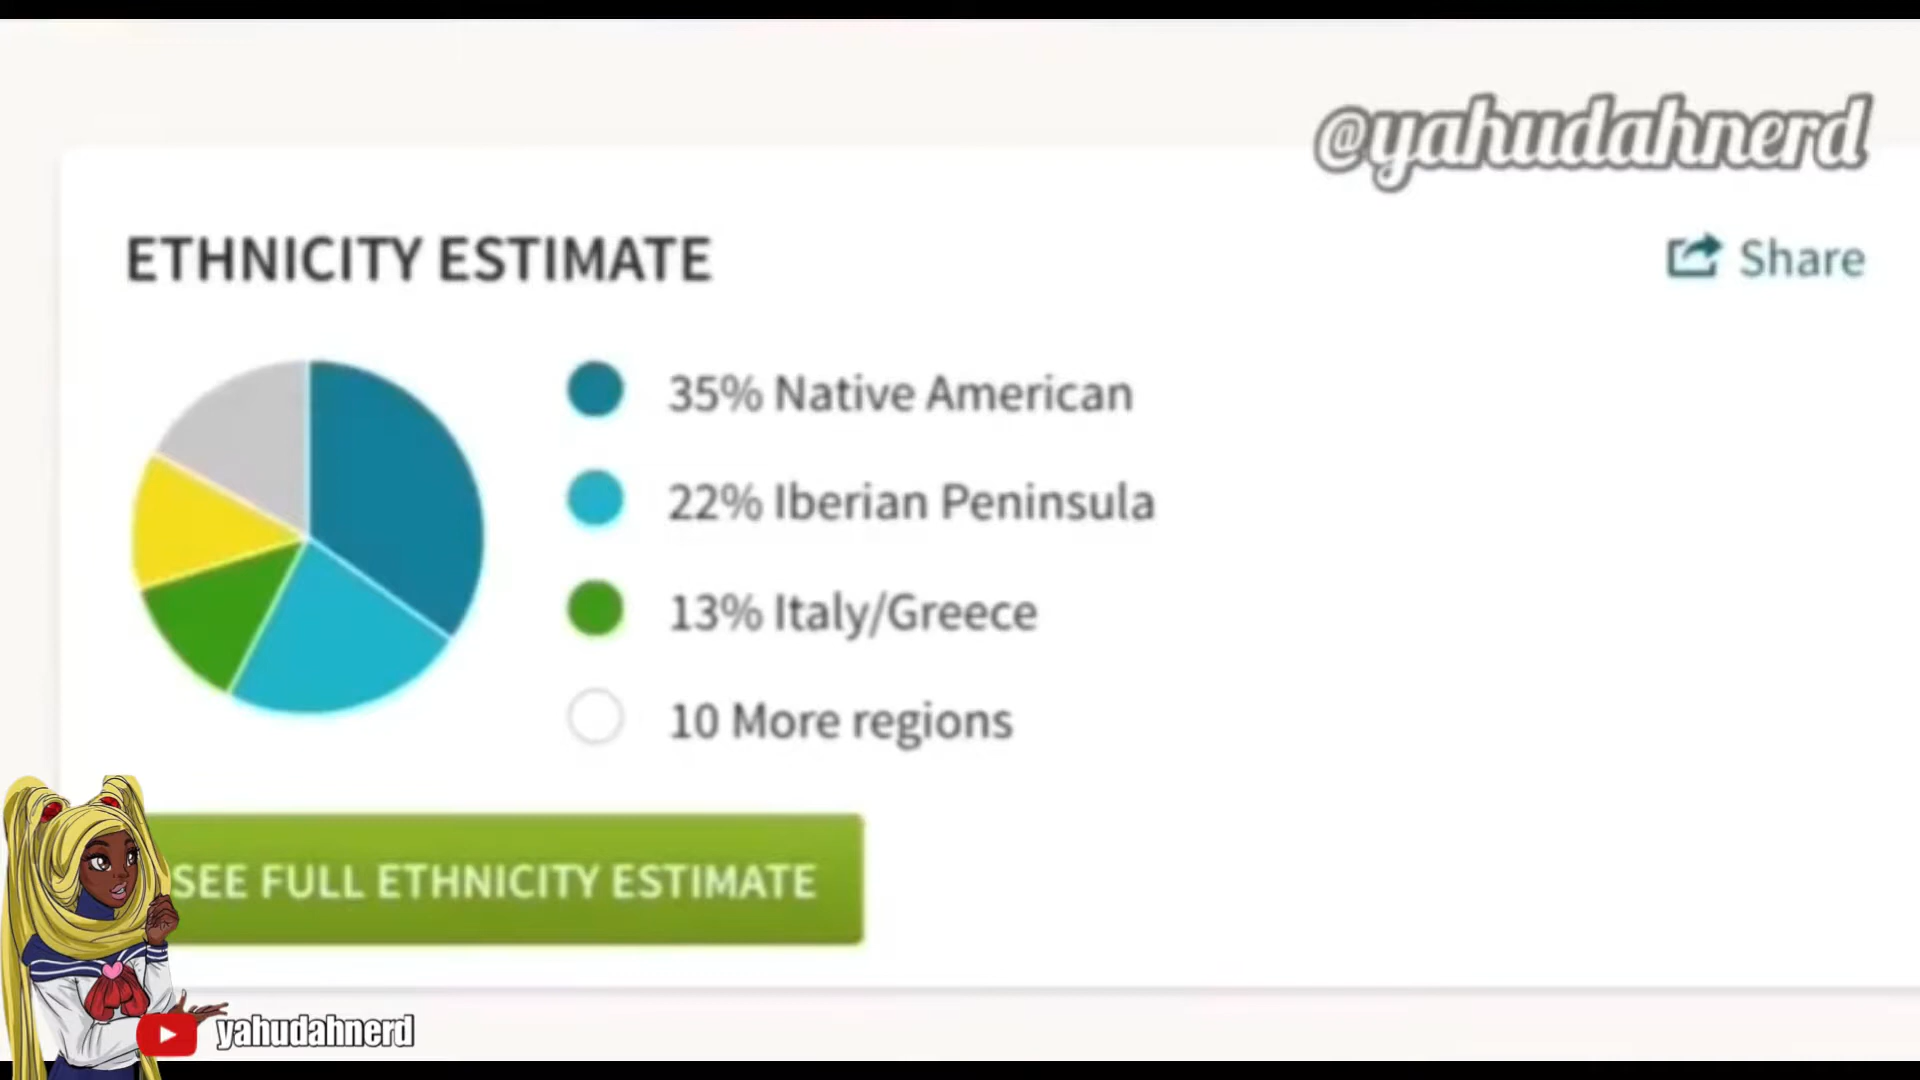 @yahudahnerd
ETHNICITY ESTIMATE
Share
35% Native American
22% Iberian Peninsula
13% Italy/Greece
10 More regions
SEE FULL ETHNICITY ESTIMATE
yahudahnerd